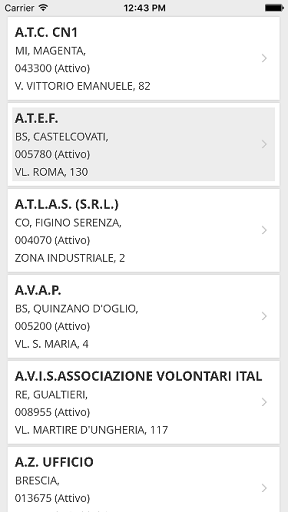 Carrier 12:43 PM
A.T.C. CN1
MI, MAGENTA,
043300 (Attivo)
V. VITTORIO EMANUELE, 82
A.T.E.F.
BS, CASTELCOVATI,
005780 (Attivo)
VL. ROMA, 130
A.T.L.A.S. (S.R.L.)
CO, FIGINO SERENZA,
004070 (Attivo)
ZONA INDUSTRIALE, 2
A.V.A.P.
BS, QUINZANO D'OGLIO,
005200 (Attivo)
VL. S. MARIA, 4
A.V.I.S.ASSOCIAZIONE VOLONTARI ITAL
RE, GUALTIERI,
008955 (Attivo)
VL. MARTIRE D'UNGHERIA, 117
A.Z. UFFICIO
BRESCIA,
013675 (Attivo)